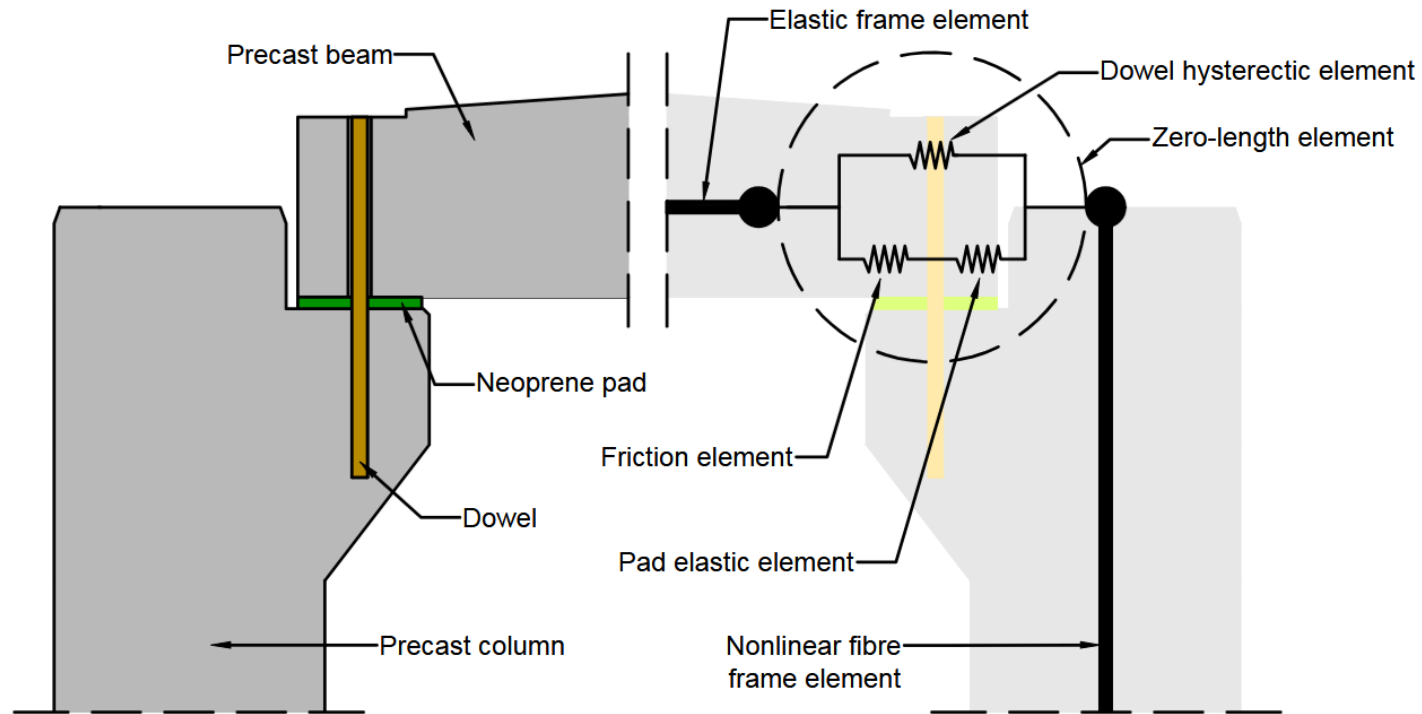 Elastic frame element
Precast beam
Dowel hysterectic element
Zero-length element
Neoprene pad
Friction element
Dowel
Pad elastic element
Precast column
Nonlinear fibre
frame element